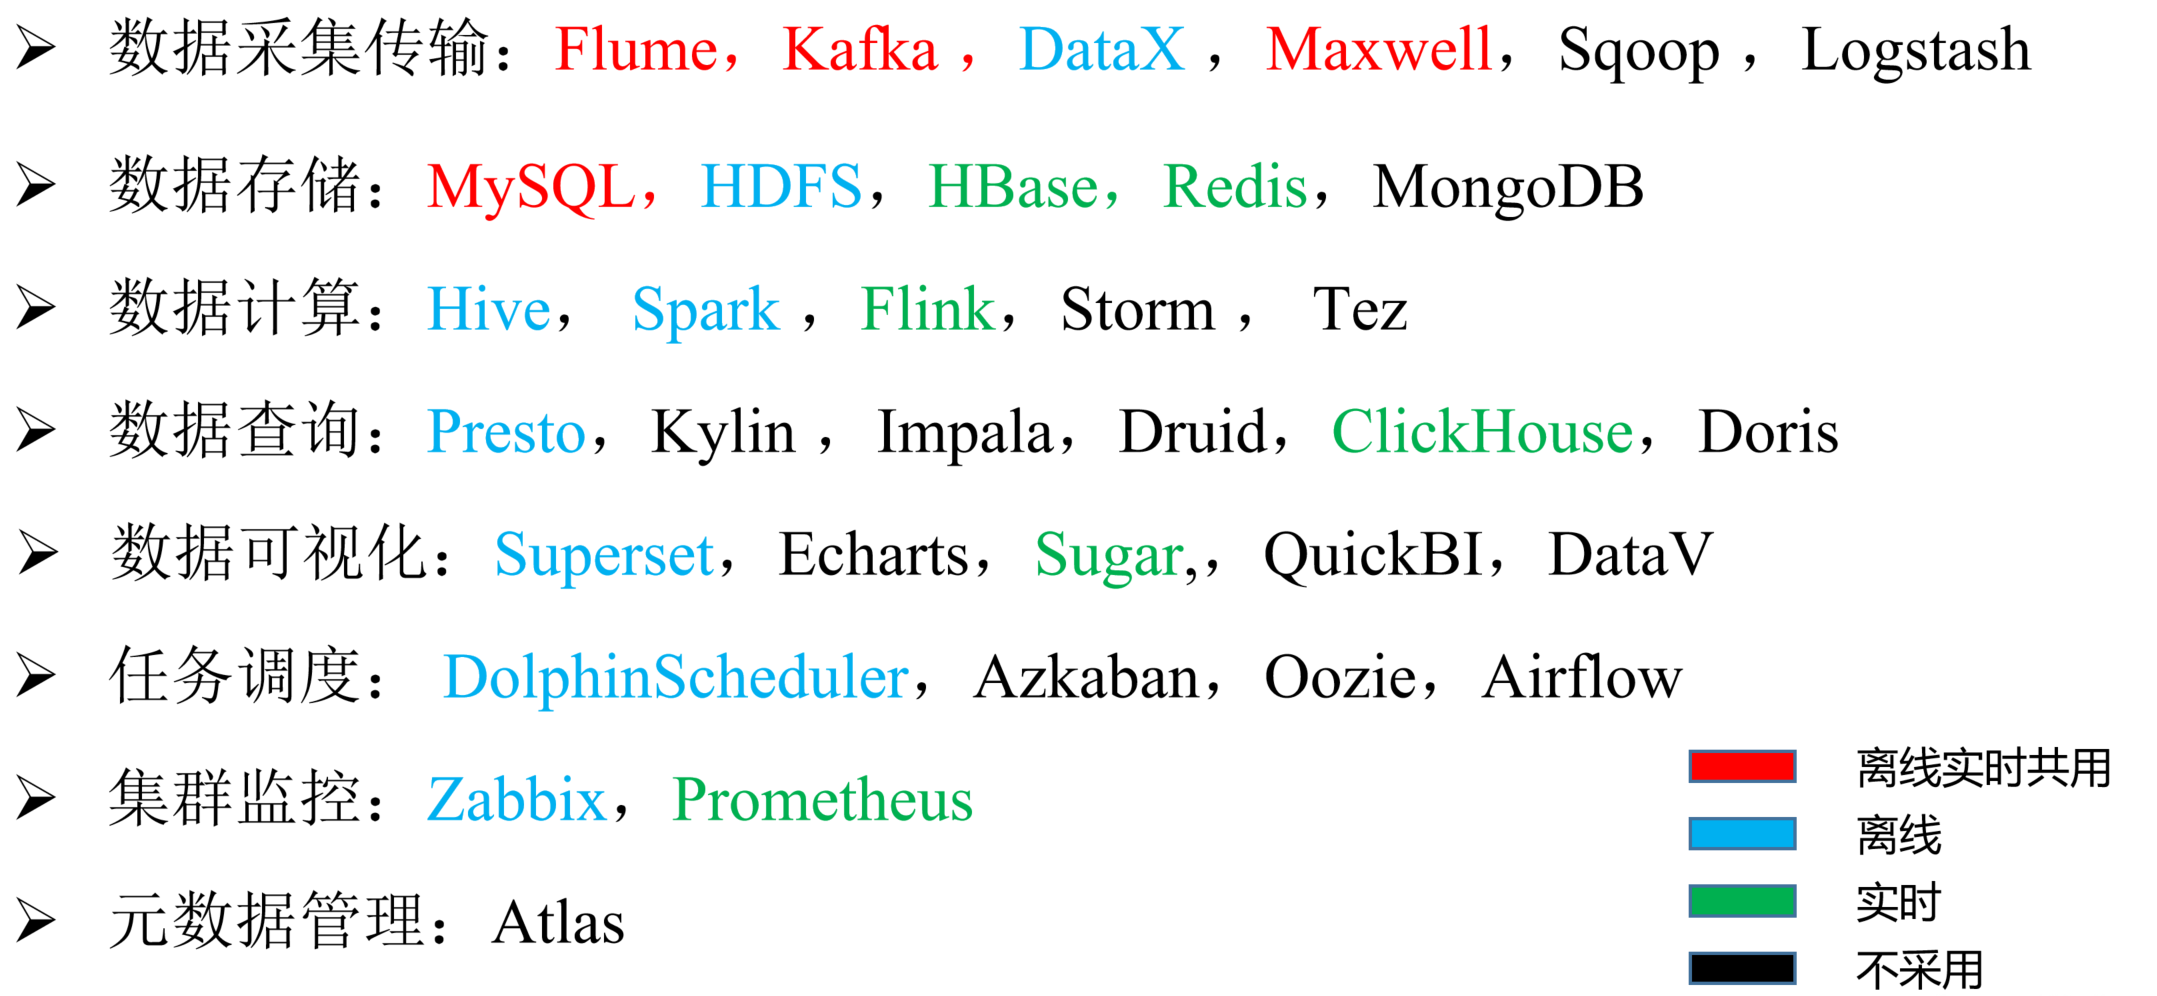 ➢ 数据采集传输：Flume，Kafka ，DataX ，Maxwell，Sqoop ，Logstash
➢ 数据存储：MySQL，HDFS，HBase，Redis，MongoDB
➢ 数据计算：Hive， Spark ，Flink，Storm ， Tez
➢ 数据查询：Presto，Kylin ，Impala，Druid，ClickHouse，Doris
➢ 数据可视化：Superset，Echarts，Sugar,，QuickBI，DataV
➢ 任务调度： DolphinScheduler，Azkaban，Oozie，Airflow
➢ 集群监控：Zabbix，Prometheus
➢ 元数据管理：Atlas
离线实时共用
离线
实时
不采用